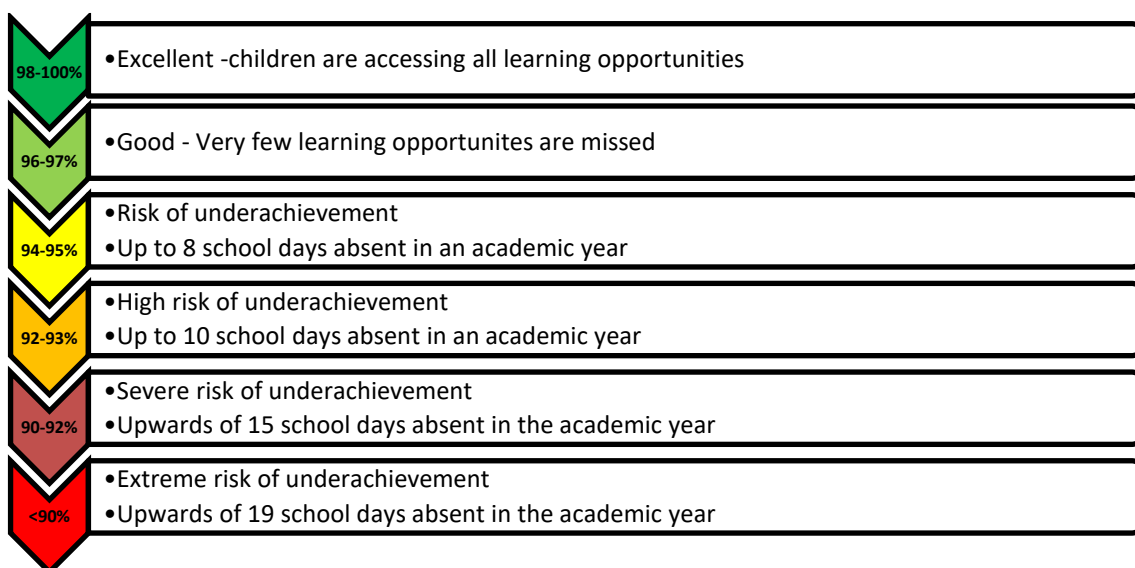 98-100%
•Excellent -children are accessing all learning opportunities
96-97%
•Good - Very few learning opportunites are missed
94-95%
•Risk of underachievement
•Up to 8 school days absent in an academic year
92-93%
•High risk of underachievement
•Up to 10 school days absent in an academic year
90-92%
•Severe risk of underachievement
•Upwards of 15 school days absent in the academic year
<90%
•Extreme risk of underachievement
•Upwards of 19 school days absent in the academic year